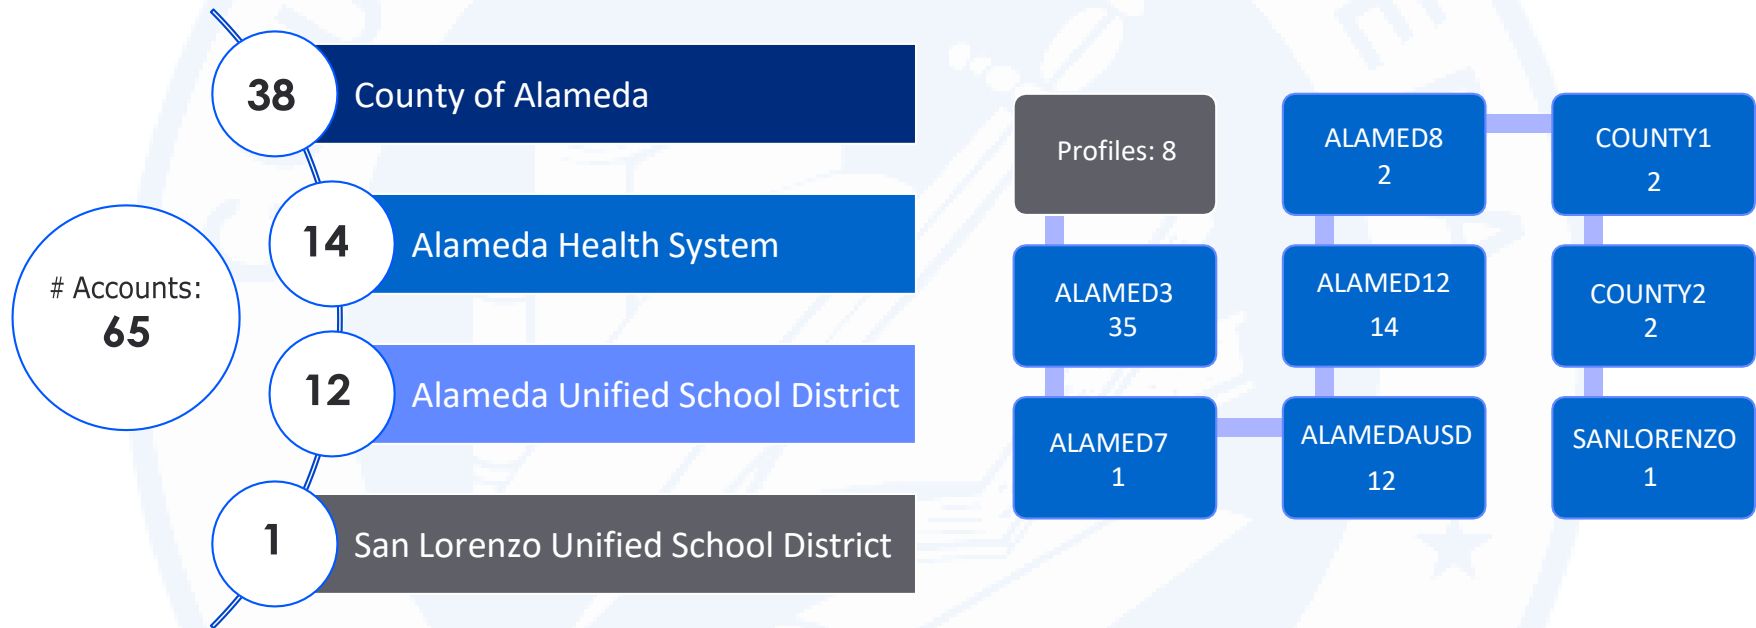 38
County of Alameda
14
Alameda Health System
# Accounts:
65
12
Alameda Unified School District
1
San Lorenzo Unified School District
Profiles: 8
ALAMED3
35
ALAMED7
1
ALAMEDAUSD
12
ALAMED12
14
ALAMED8
2
COUNTY1
2
COUNTY2
2
SANLORENZO
1